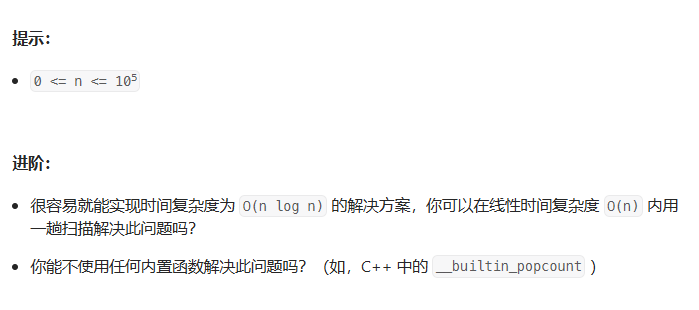 提示：
0 <= n <= 10⁵
进阶：
很容易就能实现时间复杂度为 O(n log n) 的解决方案，你可以在线性时间复杂度 O(n) 内用
一趟扫描解决此问题吗？
你能不使用任何内置函数解决此问题吗？（如，C++ 中的 __builtin_popcount ）